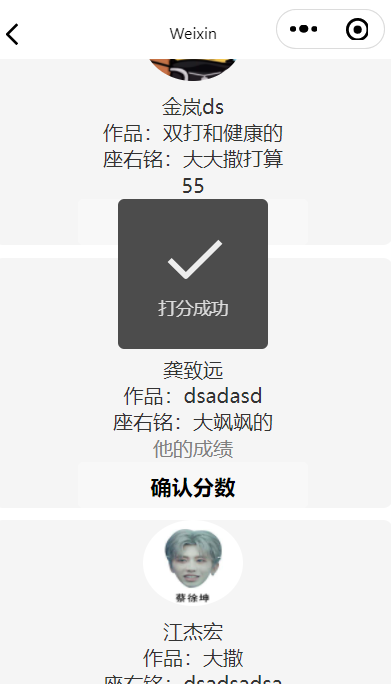 Weixin
金岚ds
作品：双打和健康的
座右铭：大大撒打算
55
打分成功
龚致远
作品：dsadasd
座右铭：大飒飒的
他的成绩
确认分数
蔡徐坤
江杰宏
作品：大撒
座右铭：dsadsadsa